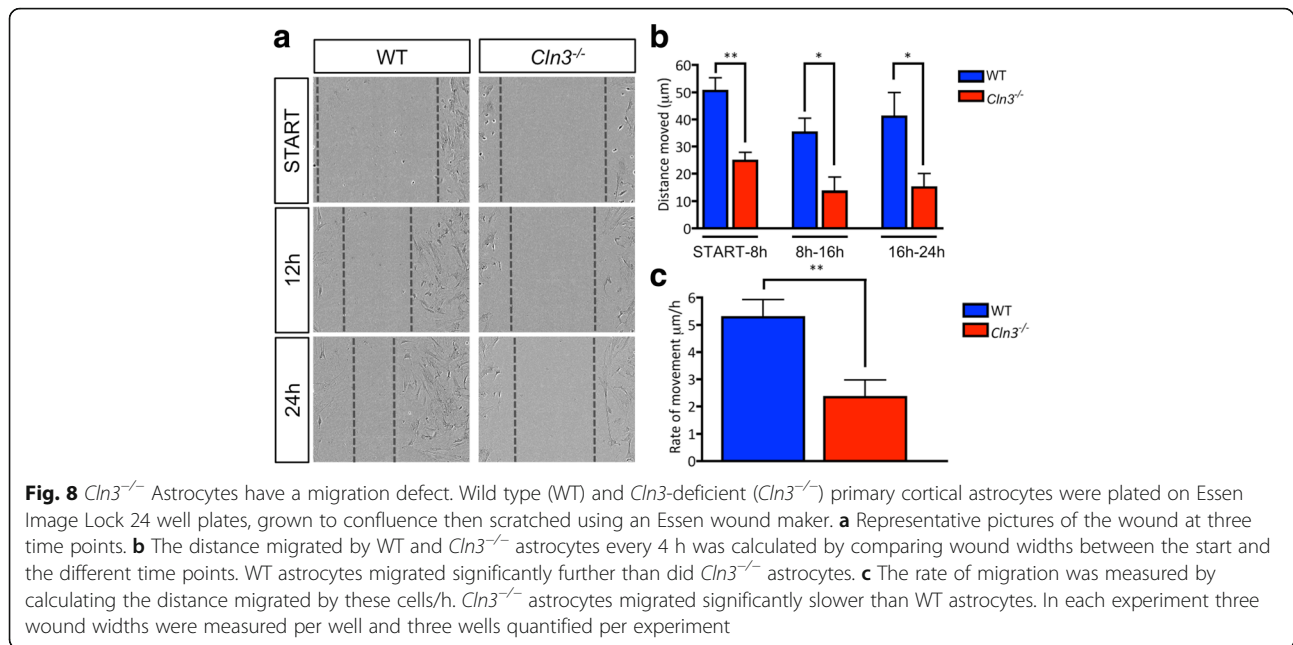 a
WT
Cln3-/-
START
12h
24h
b
Distance moved (μm)
60
50
40
30
20
10
0
**
*
*
START-8h
8h-16h
16h-24h
WT
Cln3-/-
c
Rate of movement μm/h
6
5
4
3
2
1
0
**
WT
Cln3-/-
Fig. 8 Cln3−/− Astrocytes have a migration defect. Wild type (WT) and Cln3-deficient (Cln3−/−) primary cortical astrocytes were plated on Essen
Image Lock 24 well plates, grown to confluence then scratched using an Essen wound maker. a Representative pictures of the wound at three
time points. b The distance migrated by WT and Cln3−/− astrocytes every 4 h was calculated by comparing wound widths between the start and
the different time points. WT astrocytes migrated significantly further than did Cln3−/− astrocytes. c The rate of migration was measured by
calculating the distance migrated by these cells/h. Cln3−/− astrocytes migrated significantly slower than WT astrocytes. In each experiment three
wound widths were measured per well and three wells quantified per experiment